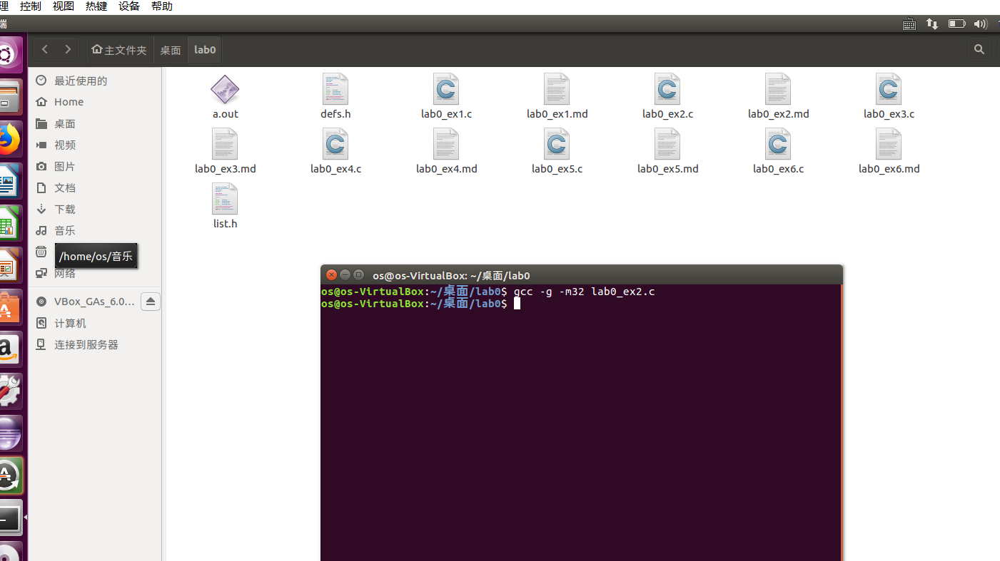 理 控制 视图 热键 设备 帮助
端
主文件夹 桌面 lab0
最近使用的
Home
桌面
视频
图片
文档
下载
音乐
/home/os/音乐
网络
VBox_GAs_6.0...
计算机
连接到服务器
a.out defs.h lab0_ex1.c lab0_ex1.md lab0_ex2.c lab0_ex2.md lab0_ex3.c
lab0_ex3.md lab0_ex4.c lab0_ex4.md lab0_ex5.c lab0_ex5.md lab0_ex6.c lab0_ex6.md
list.h
os@os-VirtualBox: ~/桌面/lab0
os@os-VirtualBox:~/桌面/lab0$ gcc -g -m32 lab0_ex2.c
os@os-VirtualBox:~/桌面/lab0$